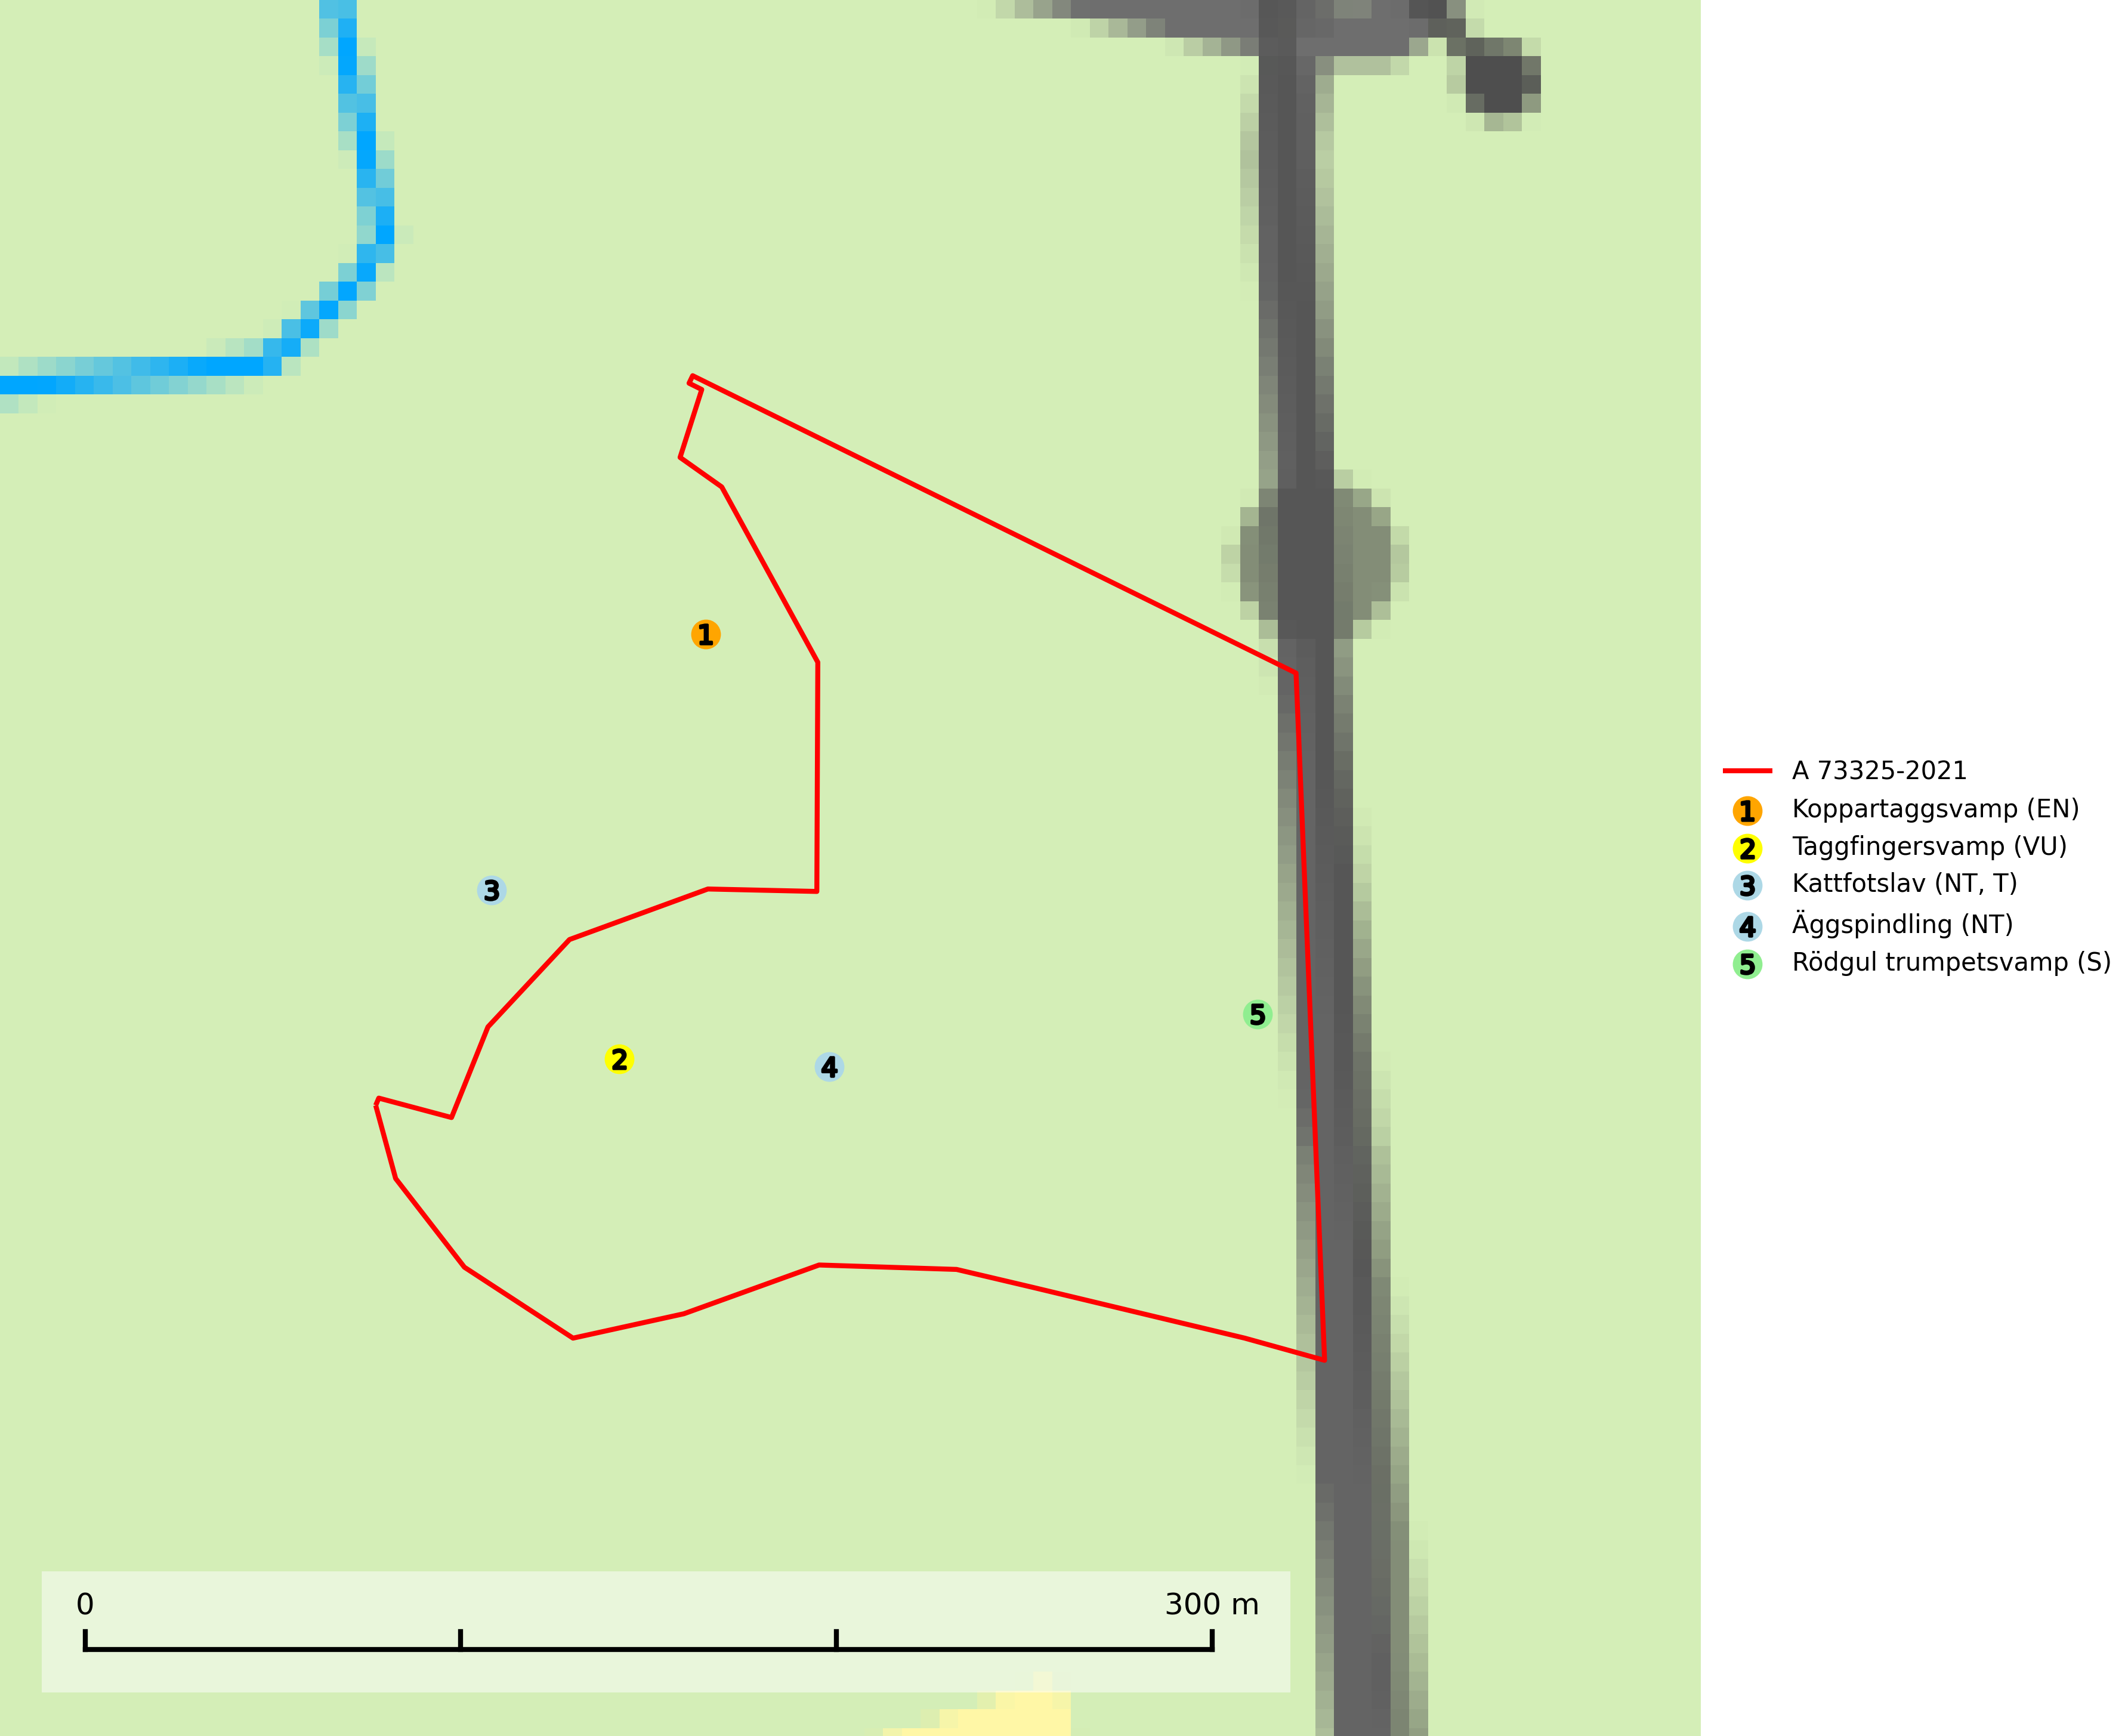 1
3
5
2
4
A 73325-2021
1 Koppartaggsvamp (EN)
2 Taggfingersvamp (VU)
3 Kattfotslav (NT, T)
4 Äggspindling (NT)
5 Rödgul trumpetsvamp (S)
0 300 m